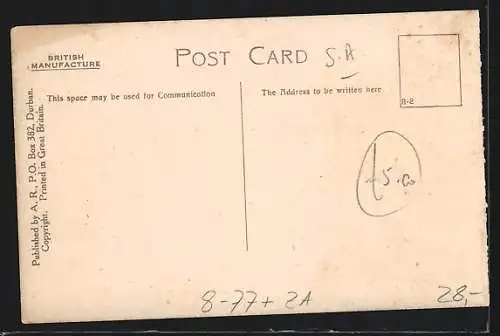 BRITISH
MANUFACTURE
POST CARD S.A
This space may be used for Communication
The Address to be written here
B-2
Published by A. R., P.O. Box 382, Durban.
Copyright. Printed in Great Britain.
8-77+2A
28,-